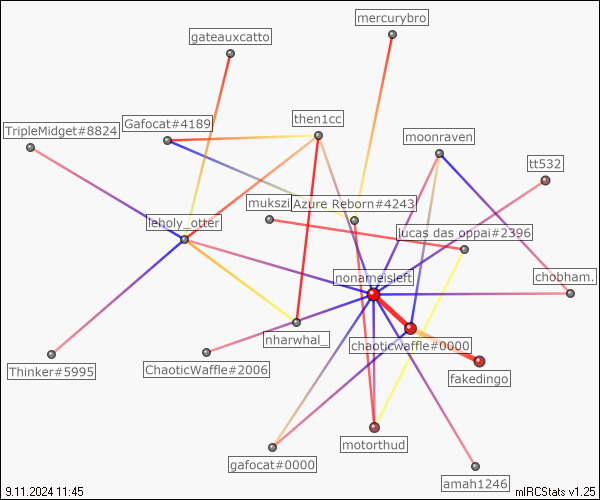 mercurybro
gateauxcatto
then1cc
Gafocat#4189
TripleMidget#8824
moonraven
tt532
mukszi
Azure Reborn#4243
leholy_otter
lucas das oppai#2396
nonameisleft
chobham.
nharwhal_
chaoticwaffle#0000
Thinker#5995
ChaoticWaffle#2006
fakedingo
motorthud
gafocat#0000
amah1246
9.11.2024 11:45
mIRCStats v1.25